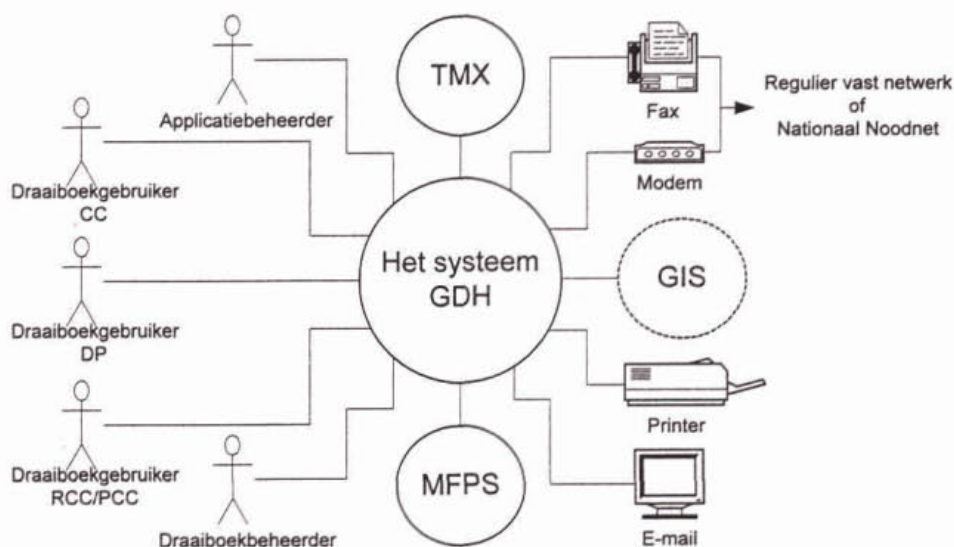 TMX
Applicatiebeheerder
Fax
Regulier vast netwerk
of
Nationaal Noodnet
Draaiboekgebruiker
CC
Modem
Het systeem
GDH
GIS
Draaiboekgebruiker
DP
Printer
Draaiboekgebruiker
RCC/PCC
MFPS
Draaiboekbeheerder
E-mail